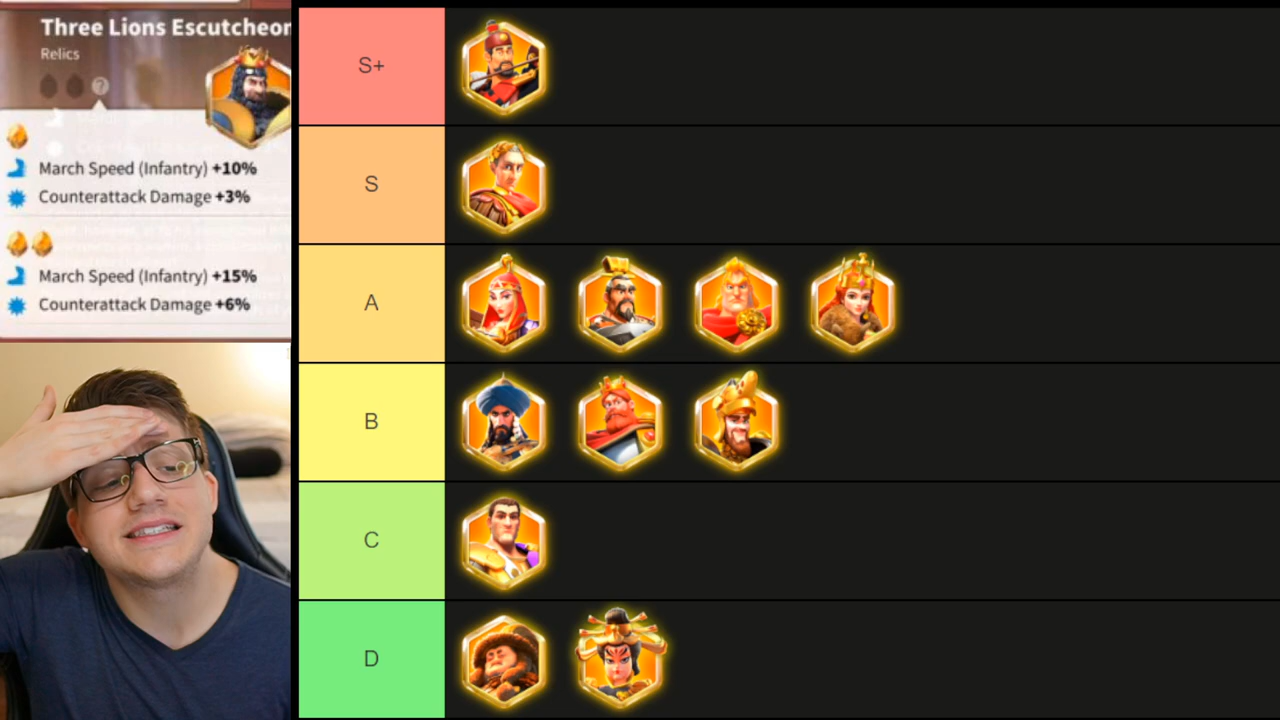 Three Lions Escutcheon
Relics
March Speed (Infantry) +10%
Counterattack Damage +3%
March Speed (Infantry) +15%
Counterattack Damage +6%
S+
S
A
B
C
D